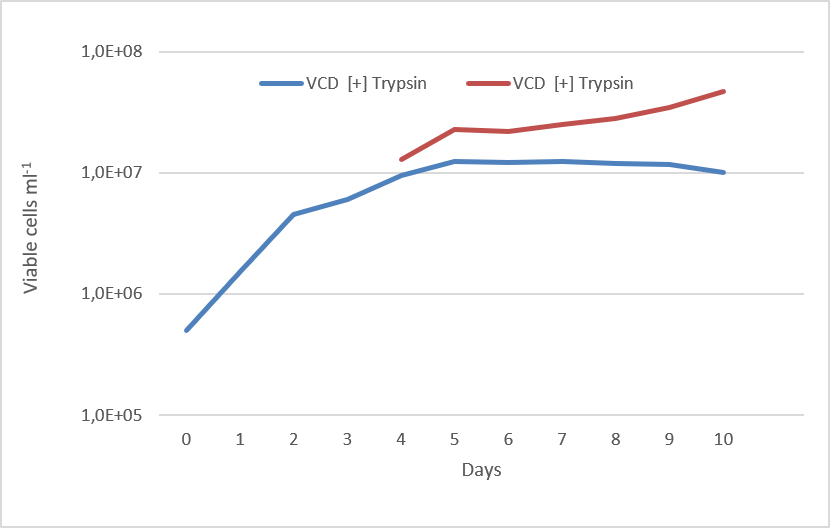 1,0E+08
VCD [+] Trypsin
VCD [+] Trypsin
1,0E+07
Viable cells ml-1
1,0E+06
1,0E+05
0 1 2 3 4 5 6 7 8 9 10
Days